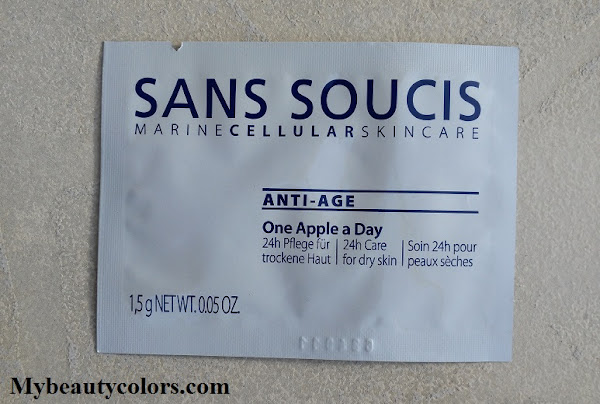 SANS SOUCIS
MARINECELLULARSKINCARE
ANTI-AGE
One Apple a Day
24h Pflege für
trockene Haut
24h Care
for dry skin
Soin 24h pour
peaux sèches
1,5 g NET WT. 0.05 OZ.
Mybeautycolors.com